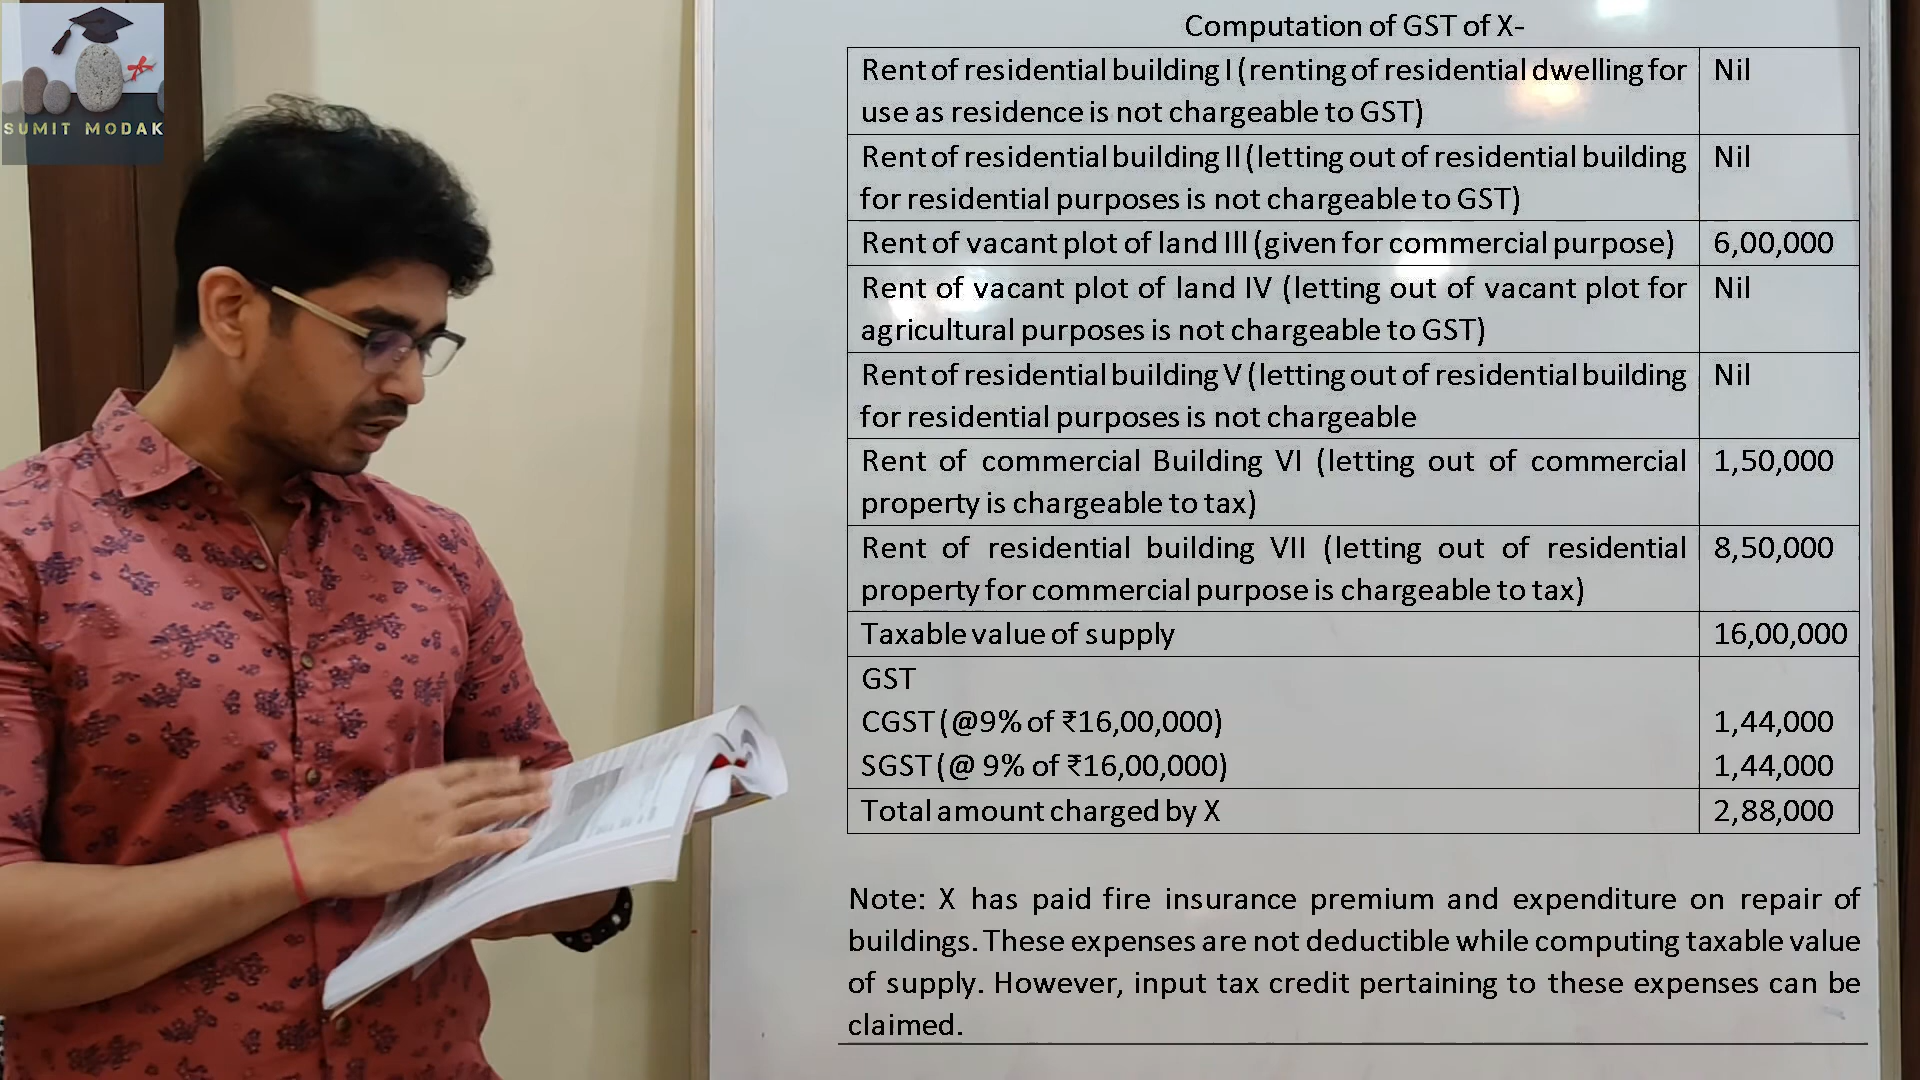 SUMIT MODAK
Computation of GST of X-
Rent of residential building I (renting of residential dwelling for Nil
use as residence is not chargeable to GST)
Rent of residential building II (letting out of residential building Nil
for residential purposes is not chargeable to GST)
Rent of vacant plot of land III (given for commercial purpose) 6,00,000
Rent of vacant plot of land IV (letting out of vacant plot for Nil
agricultural purposes is not chargeable to GST)
Rent of residential building V (letting out of residential building Nil
for residential purposes is not chargeable
Rent of commercial Building VI (letting out of commercial 1,50,000
property is chargeable to tax)
Rent of residential building VII (letting out of residential 8,50,000
property for commercial purpose is chargeable to tax)
Taxable value of supply 16,00,000
GST
CGST (@9% of ₹16,00,000) 1,44,000
SGST (@ 9% of ₹16,00,000) 1,44,000
Total amount charged by X 2,88,000
Note: X has paid fire insurance premium and expenditure on repair of
buildings. These expenses are not deductible while computing taxable value
of supply. However, input tax credit pertaining to these expenses can be
claimed.